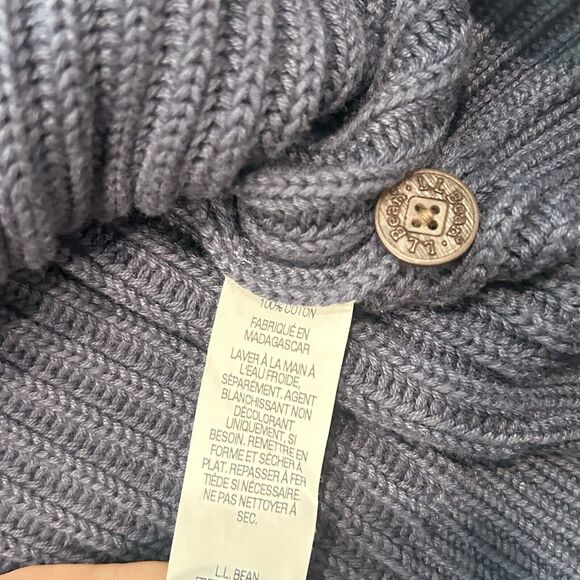 L.L.Bean
L.L.Bean
100% COTON
FABRIQUÉ EN
MADAGASCAR
LAVER À LA MAIN À
L'EAU FROIDE,
SÉPARÉMENT. AGENT
BLANCHISSANT NON
DÉCOLORANT
UNIQUEMENT, SI
BESOIN, REMETTRE EN
FORME ET SÉCHER À
PLAT. REPASSER À FER
TIÈDE SI NÉCESSAIRE.
NE PAS NETTOYER À
SEC.
L.L. BEAN